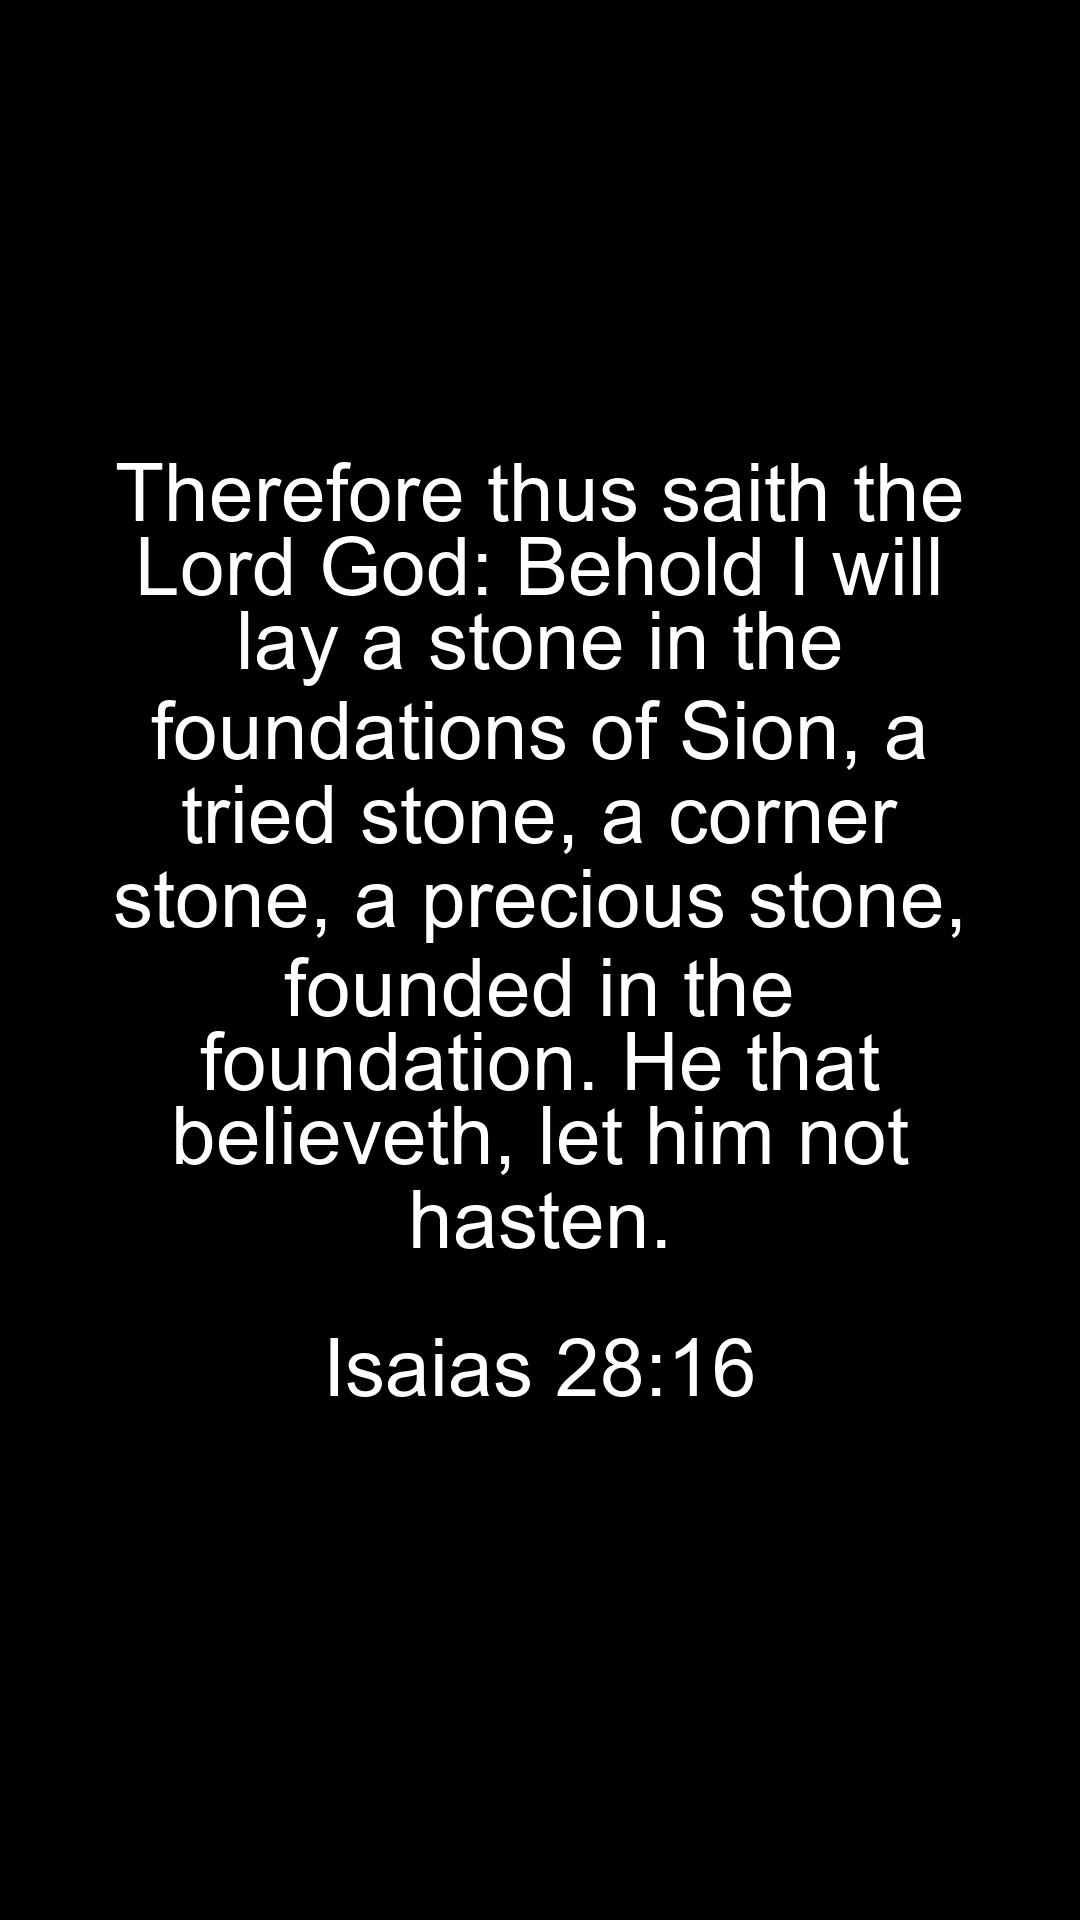 Therefore thus saith the
Lord God: Behold I will
lay a stone in the
foundations of Sion, a
tried stone, a corner
stone, a precious stone,
founded in the
foundation. He that
believeth, let him not
hasten.
Isaias 28:16